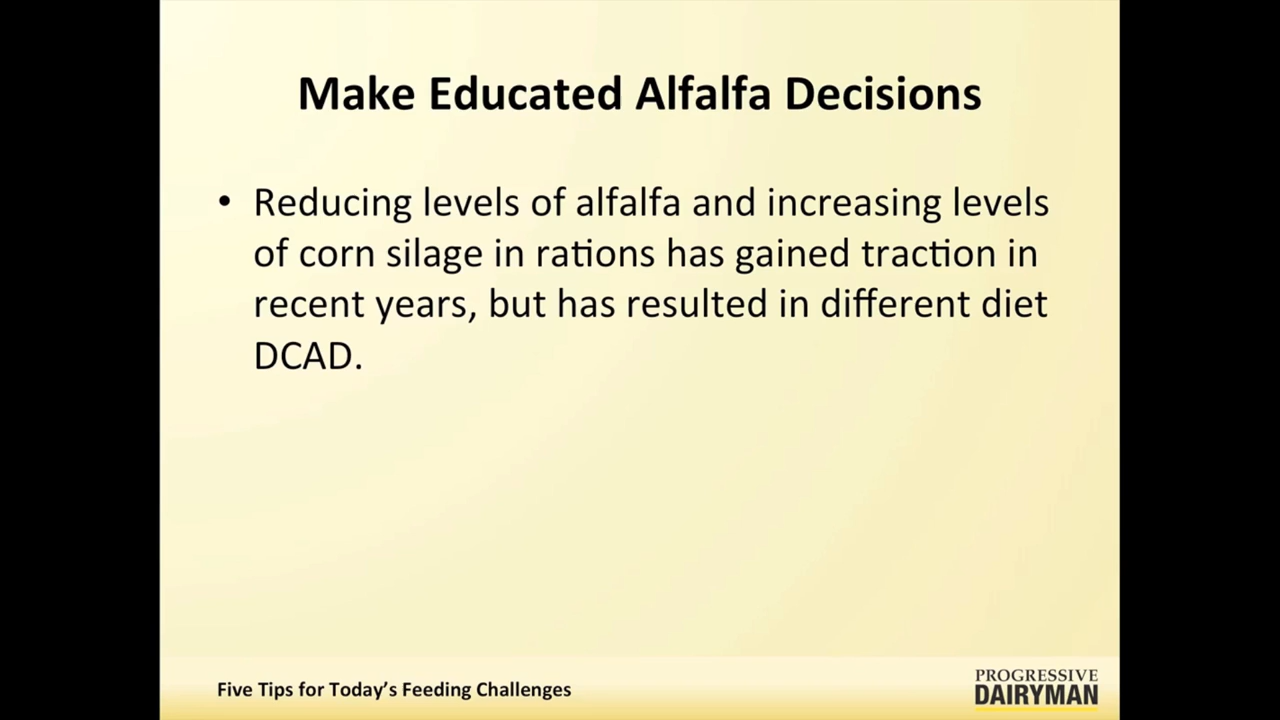 Make Educated Alfalfa Decisions
• Reducing levels of alfalfa and increasing levels
of corn silage in rations has gained traction in
recent years, but has resulted in different diet
DCAD.
Five Tips for Today’s Feeding Challenges
PROGRESSIVE
DAIRYMAN